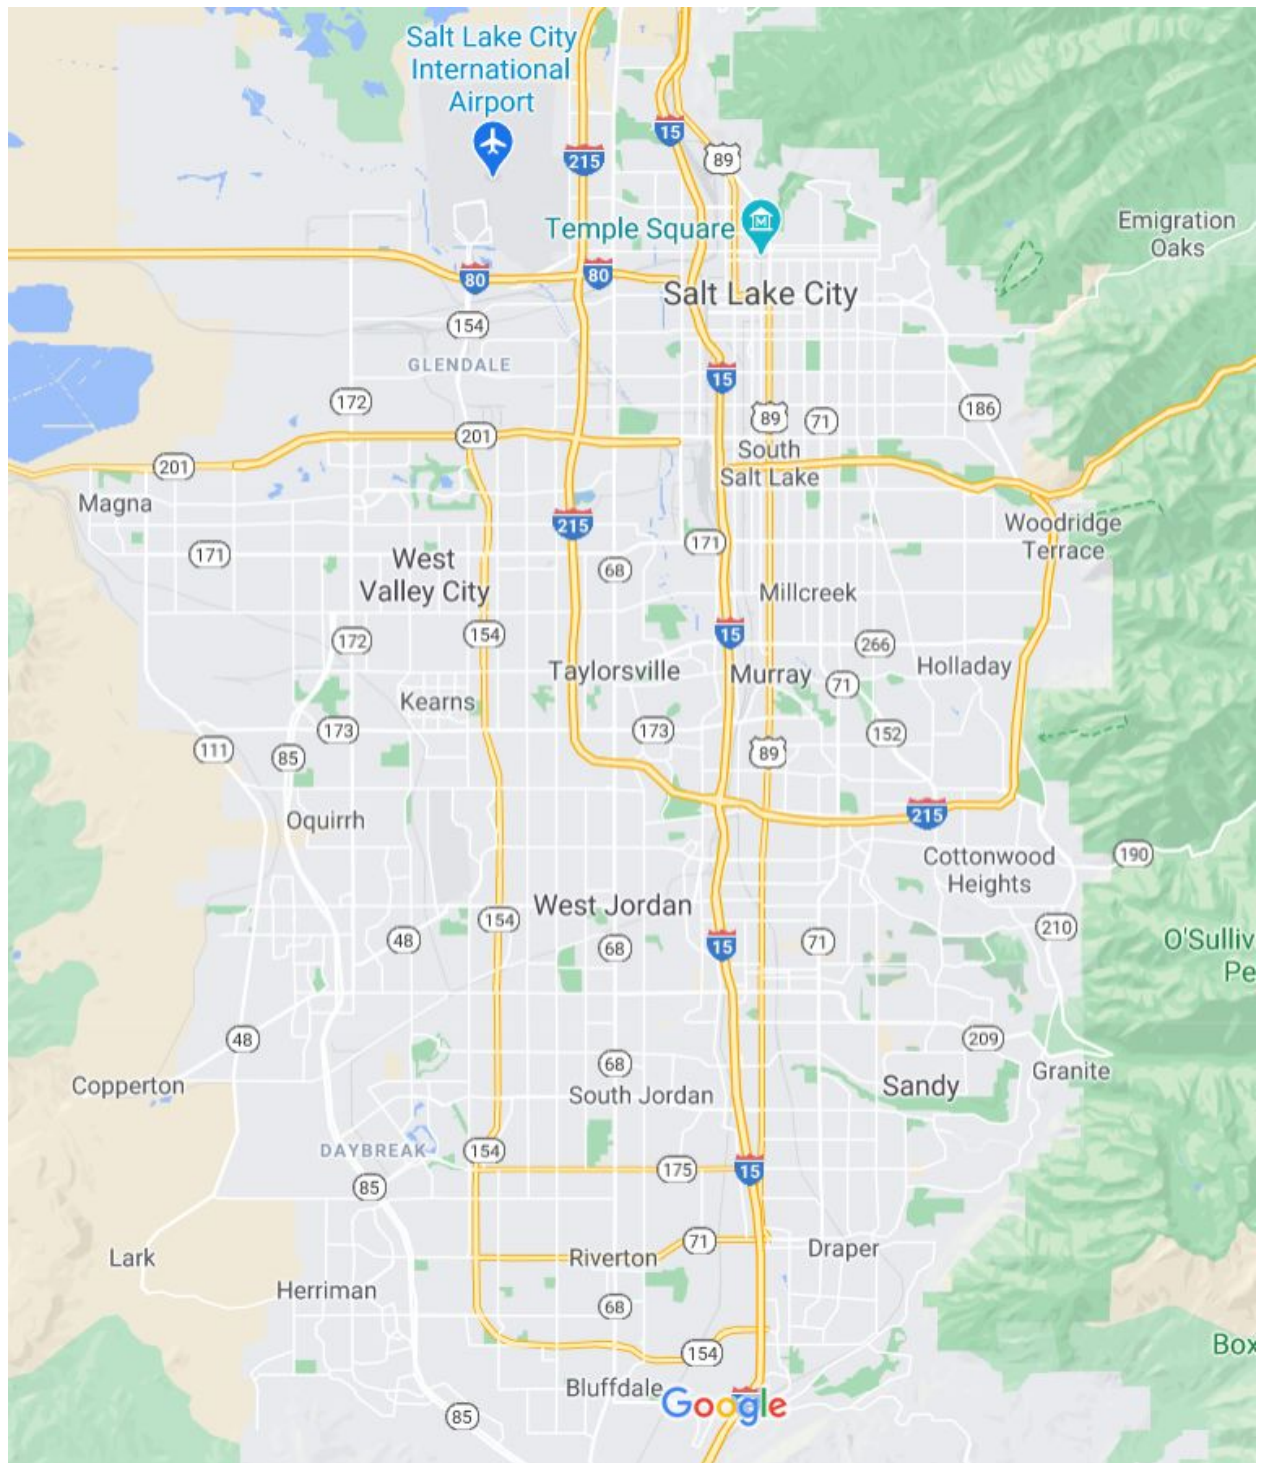 Salt Lake City
International
Airport
15
215
89
Temple Square
Emigration
Oaks
80
80
Salt Lake City
154
GLENDALE
15
172
186
89
71
201
South
Salt Lake
201
Magna
215
Woodridge
Terrace
171
171
West
Valley City
68
Millcreek
154
15
172
266
Taylorsville
Murray
Holladay
71
Kearns
173
173
152
111
85
89
215
Oquirrh
Cottonwood
Heights
190
West Jordan
154
48
68
15
71
210
O'Sulliv
Pe
48
209
68
Granite
Copperton
South Jordan
Sandy
DAYBREAK
154
175
15
85
71
Lark
Riverton
Draper
Herriman
68
154
Box
Bluffdale
Google
85